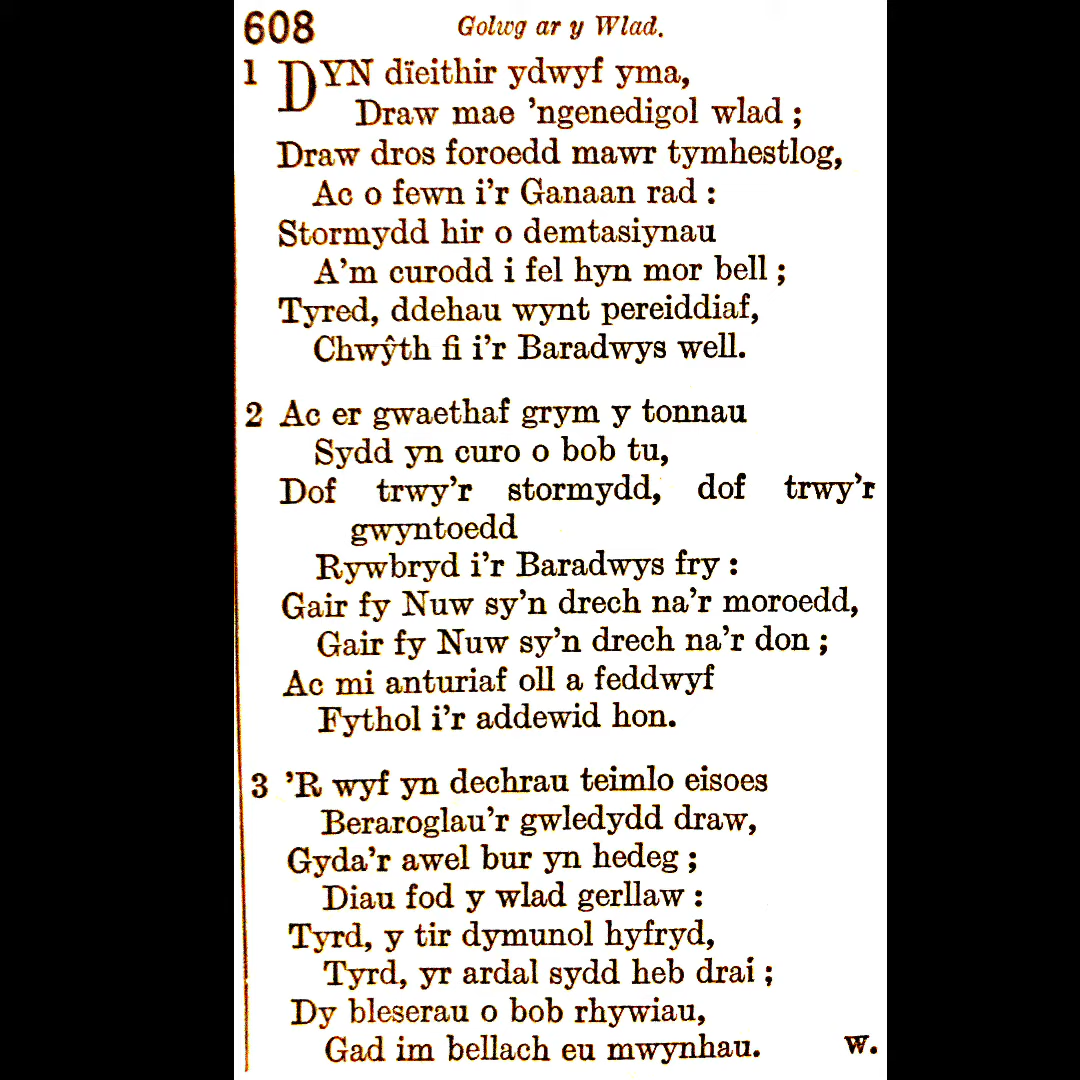 608
Golwg ar y Wlad.
1 DYN dïeithir ydwyf yma,
Draw mae ’ngenedigol wlad ;
Draw dros foroedd mawr tymhestlog,
Ac o fewn i’r Ganaan rad :
Stormydd hir o demtasiynau
A’m curodd i fel hyn mor bell ;
Tyred, ddehau wynt pereiddiaf,
Chwŷth fi i’r Baradwys well.
2 Ac er gwaethaf grym y tonnau
Sydd yn curo o bob tu,
Dof trwy’r stormydd, dof trwy’r
gwyntoedd
Rywbryd i’r Baradwys fry :
Gair fy Nuw sy’n drech na’r moroedd,
Gair fy Nuw sy’n drech na’r don ;
Ac mi anturiaf oll a feddwyf
Fythol i’r addewid hon.
3 ’R wyf yn dechrau teimlo eisoes
Beraroglau’r gwledydd draw,
Gyda’r awel bur yn hedeg ;
Diau fod y wlad gerllaw :
Tyrd, y tir dymunol hyfryd,
Tyrd, yr ardal sydd heb drai ;
Dy bleserau o bob rhywiau,
Gad im bellach eu mwynhau. W.